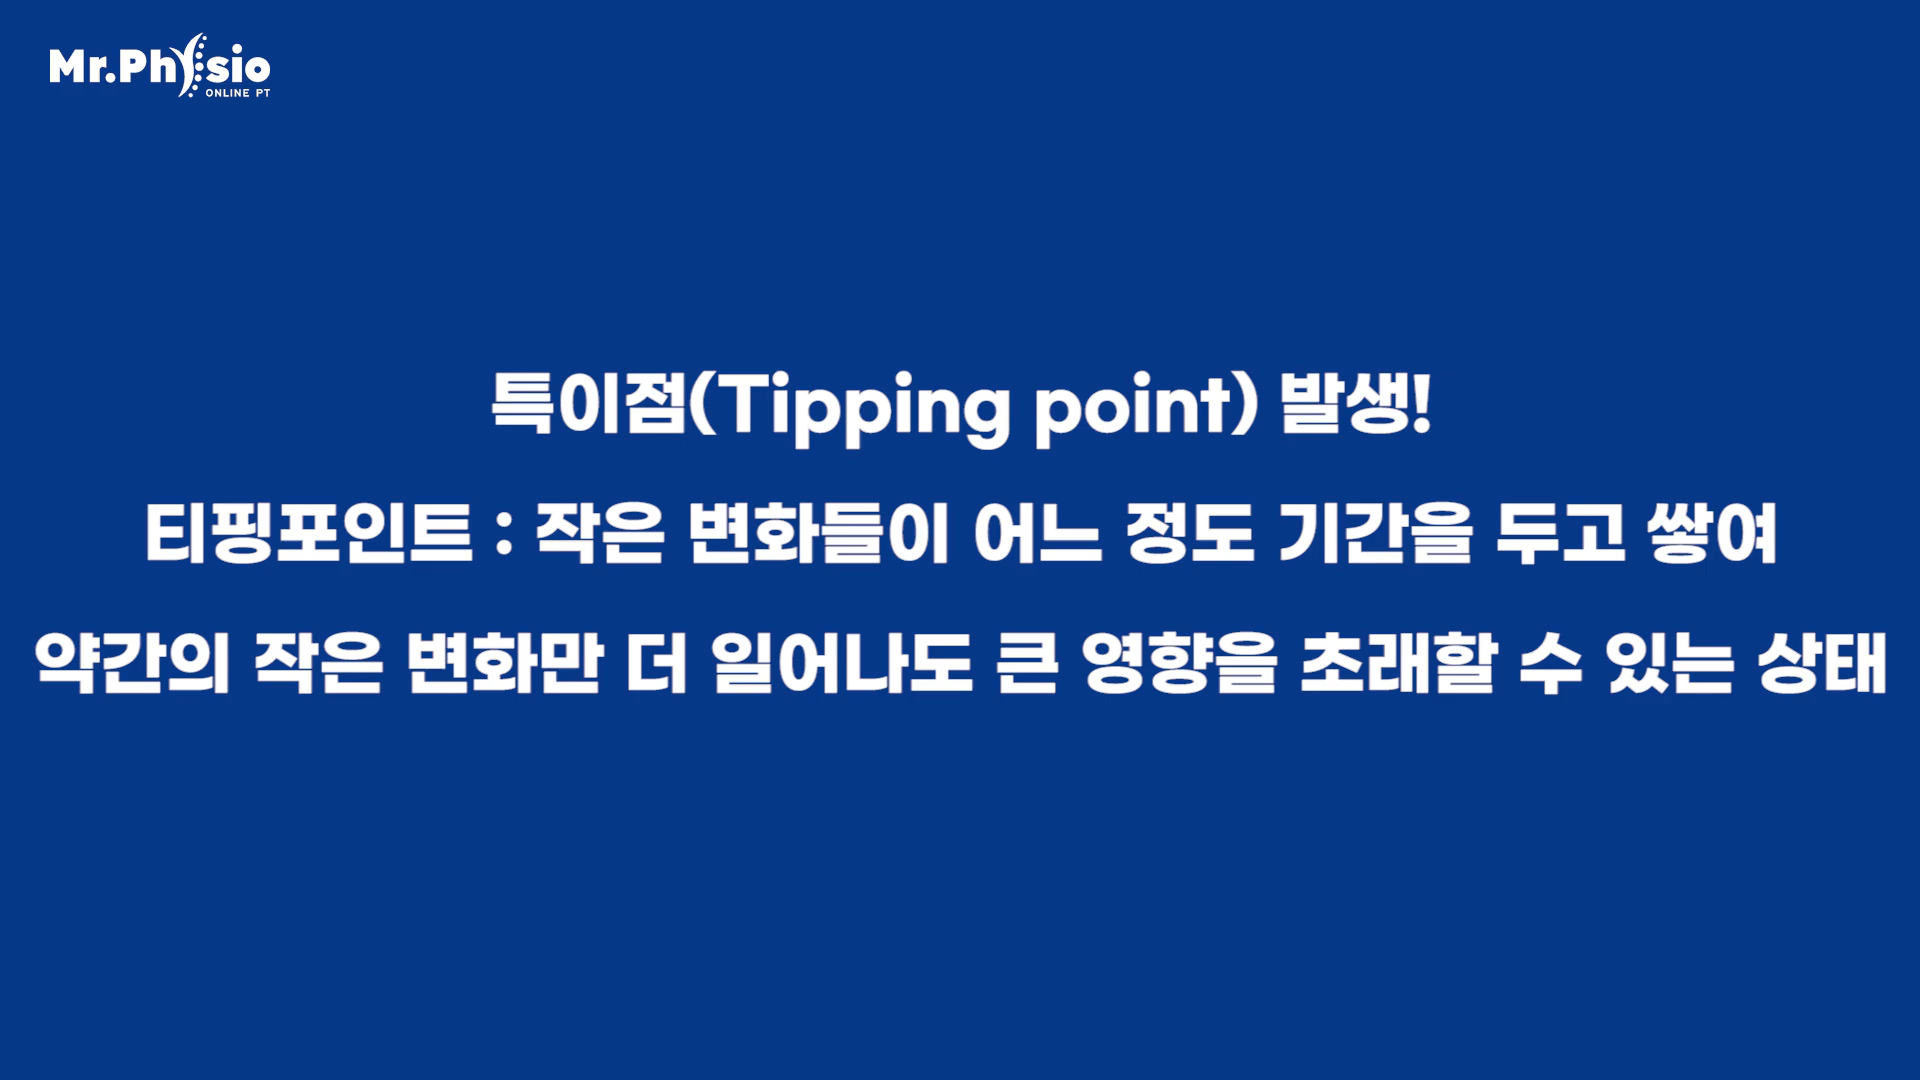 Mr.Physio
ONLINE PT
특이점(Tipping point) 발생!
티핑포인트 : 작은 변화들이 어느 정도 기간을 두고 쌓여
약간의 작은 변화만 더 일어나도 큰 영향을 초래할 수 있는 상태